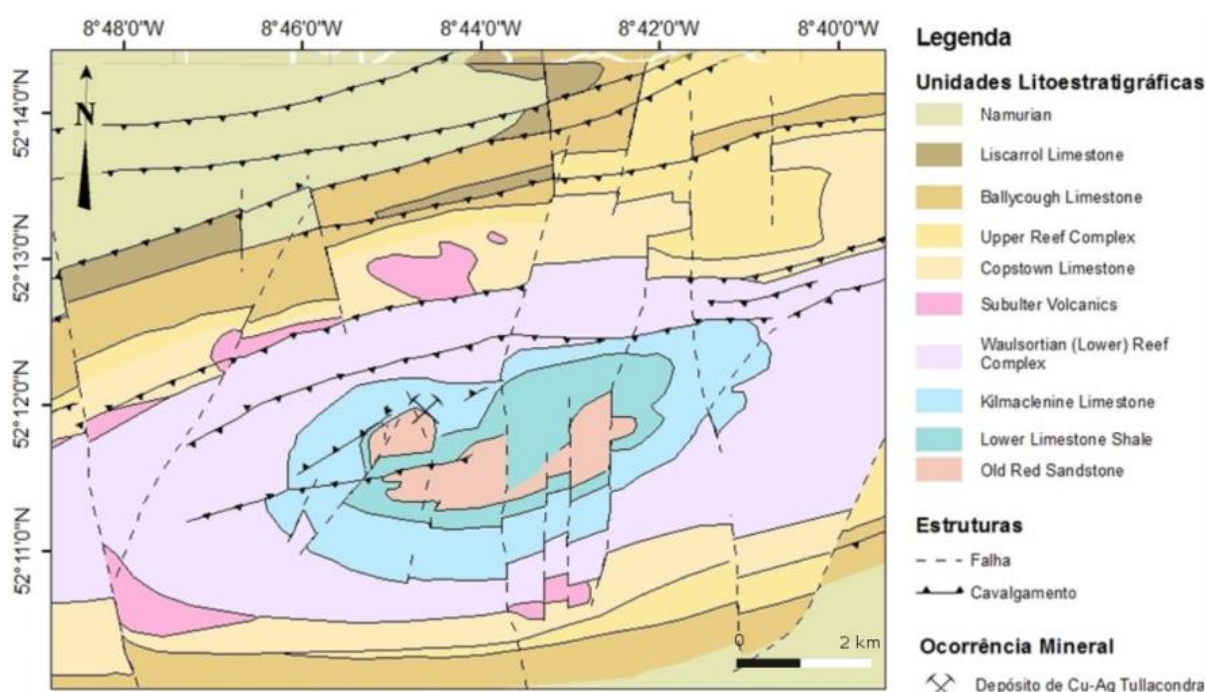 8°48'0"W
8°46'0"W
8°44'0"W
8°42'0"W
8°40'0"W
52°14'0"N
52°13'0"N
52°12'0"N
52°11'0"N
N
0
2 km
Legenda
Unidades Litoestratigráficas
Namurian
Liscarrol Limestone
Ballycough Limestone
Upper Reef Complex
Copstown Limestone
Subulter Volcanics
Waulsortian (Lower) Reef
Complex
Kilmaclenine Limestone
Lower Limestone Shale
Old Red Sandstone
Estruturas
Falha
Cavalgamento
Ocorrência Mineral
Depósito de Cu-Ag Tullacondra